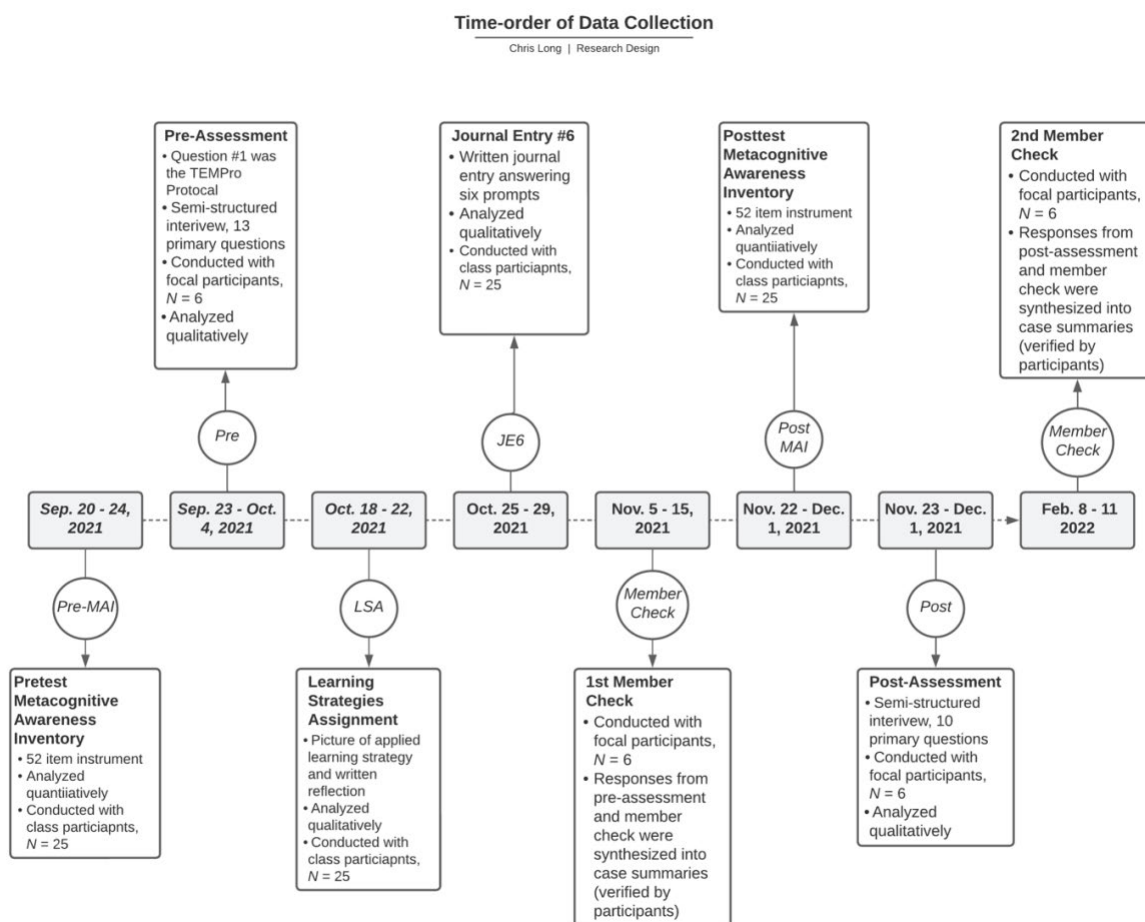 Time-order of Data Collection
Chris Long | Research Design
Pre-Assessment
• Question #1 was
the TEMPro
Protocal
• Semi-structured
interivew, 13
primary questions
• Conducted with
focal participants,
N = 6
• Analyzed
qualitatively
Journal Entry #6
• Written journal
entry answering
six prompts
• Analyzed
qualitatively
• Conducted with
class particiapnts,
N = 25
Posttest
Metacognitive
Awareness
Inventory
• 52 item instrument
• Analyzed
quantiiatively
• Conducted with
class particiapnts,
N = 25
2nd Member
Check
• Conducted with
focal participants,
N = 6
• Responses from
post-assessment
and member
check were
synthesized into
case summaries
(verified by
participants)
Pre
JE6
Post
MAI
Member
Check
Sep. 20 - 24,
2021
Sep. 23 - Oct.
4, 2021
Oct. 18 - 22,
2021
Oct. 25 - 29,
2021
Nov. 5 - 15,
2021
Nov. 22 - Dec.
1, 2021
Nov. 23 - Dec.
1, 2021
Feb. 8 - 11
2022
Pre-MAI
LSA
Member
Check
Post
Pretest
Metacognitive
Awareness
Inventory
• 52 item instrument
• Analyzed
quantiiatively
• Conducted with
class particiapnts,
N = 25
Learning
Strategies
Assignment
• Picture of applied
learning strategy
and written
reflection
• Analyzed
qualitatively
• Conducted with
class particiapnts,
N = 25
1st Member
Check
• Conducted with
focal participants,
N = 6
• Responses from
pre-assessment
and member
check were
synthesized into
case summaries
(verified by
participants)
Post-Assessment
• Semi-structured
interivew, 10
primary questions
• Conducted with
focal participants,
N = 6
• Analyzed
qualitatively